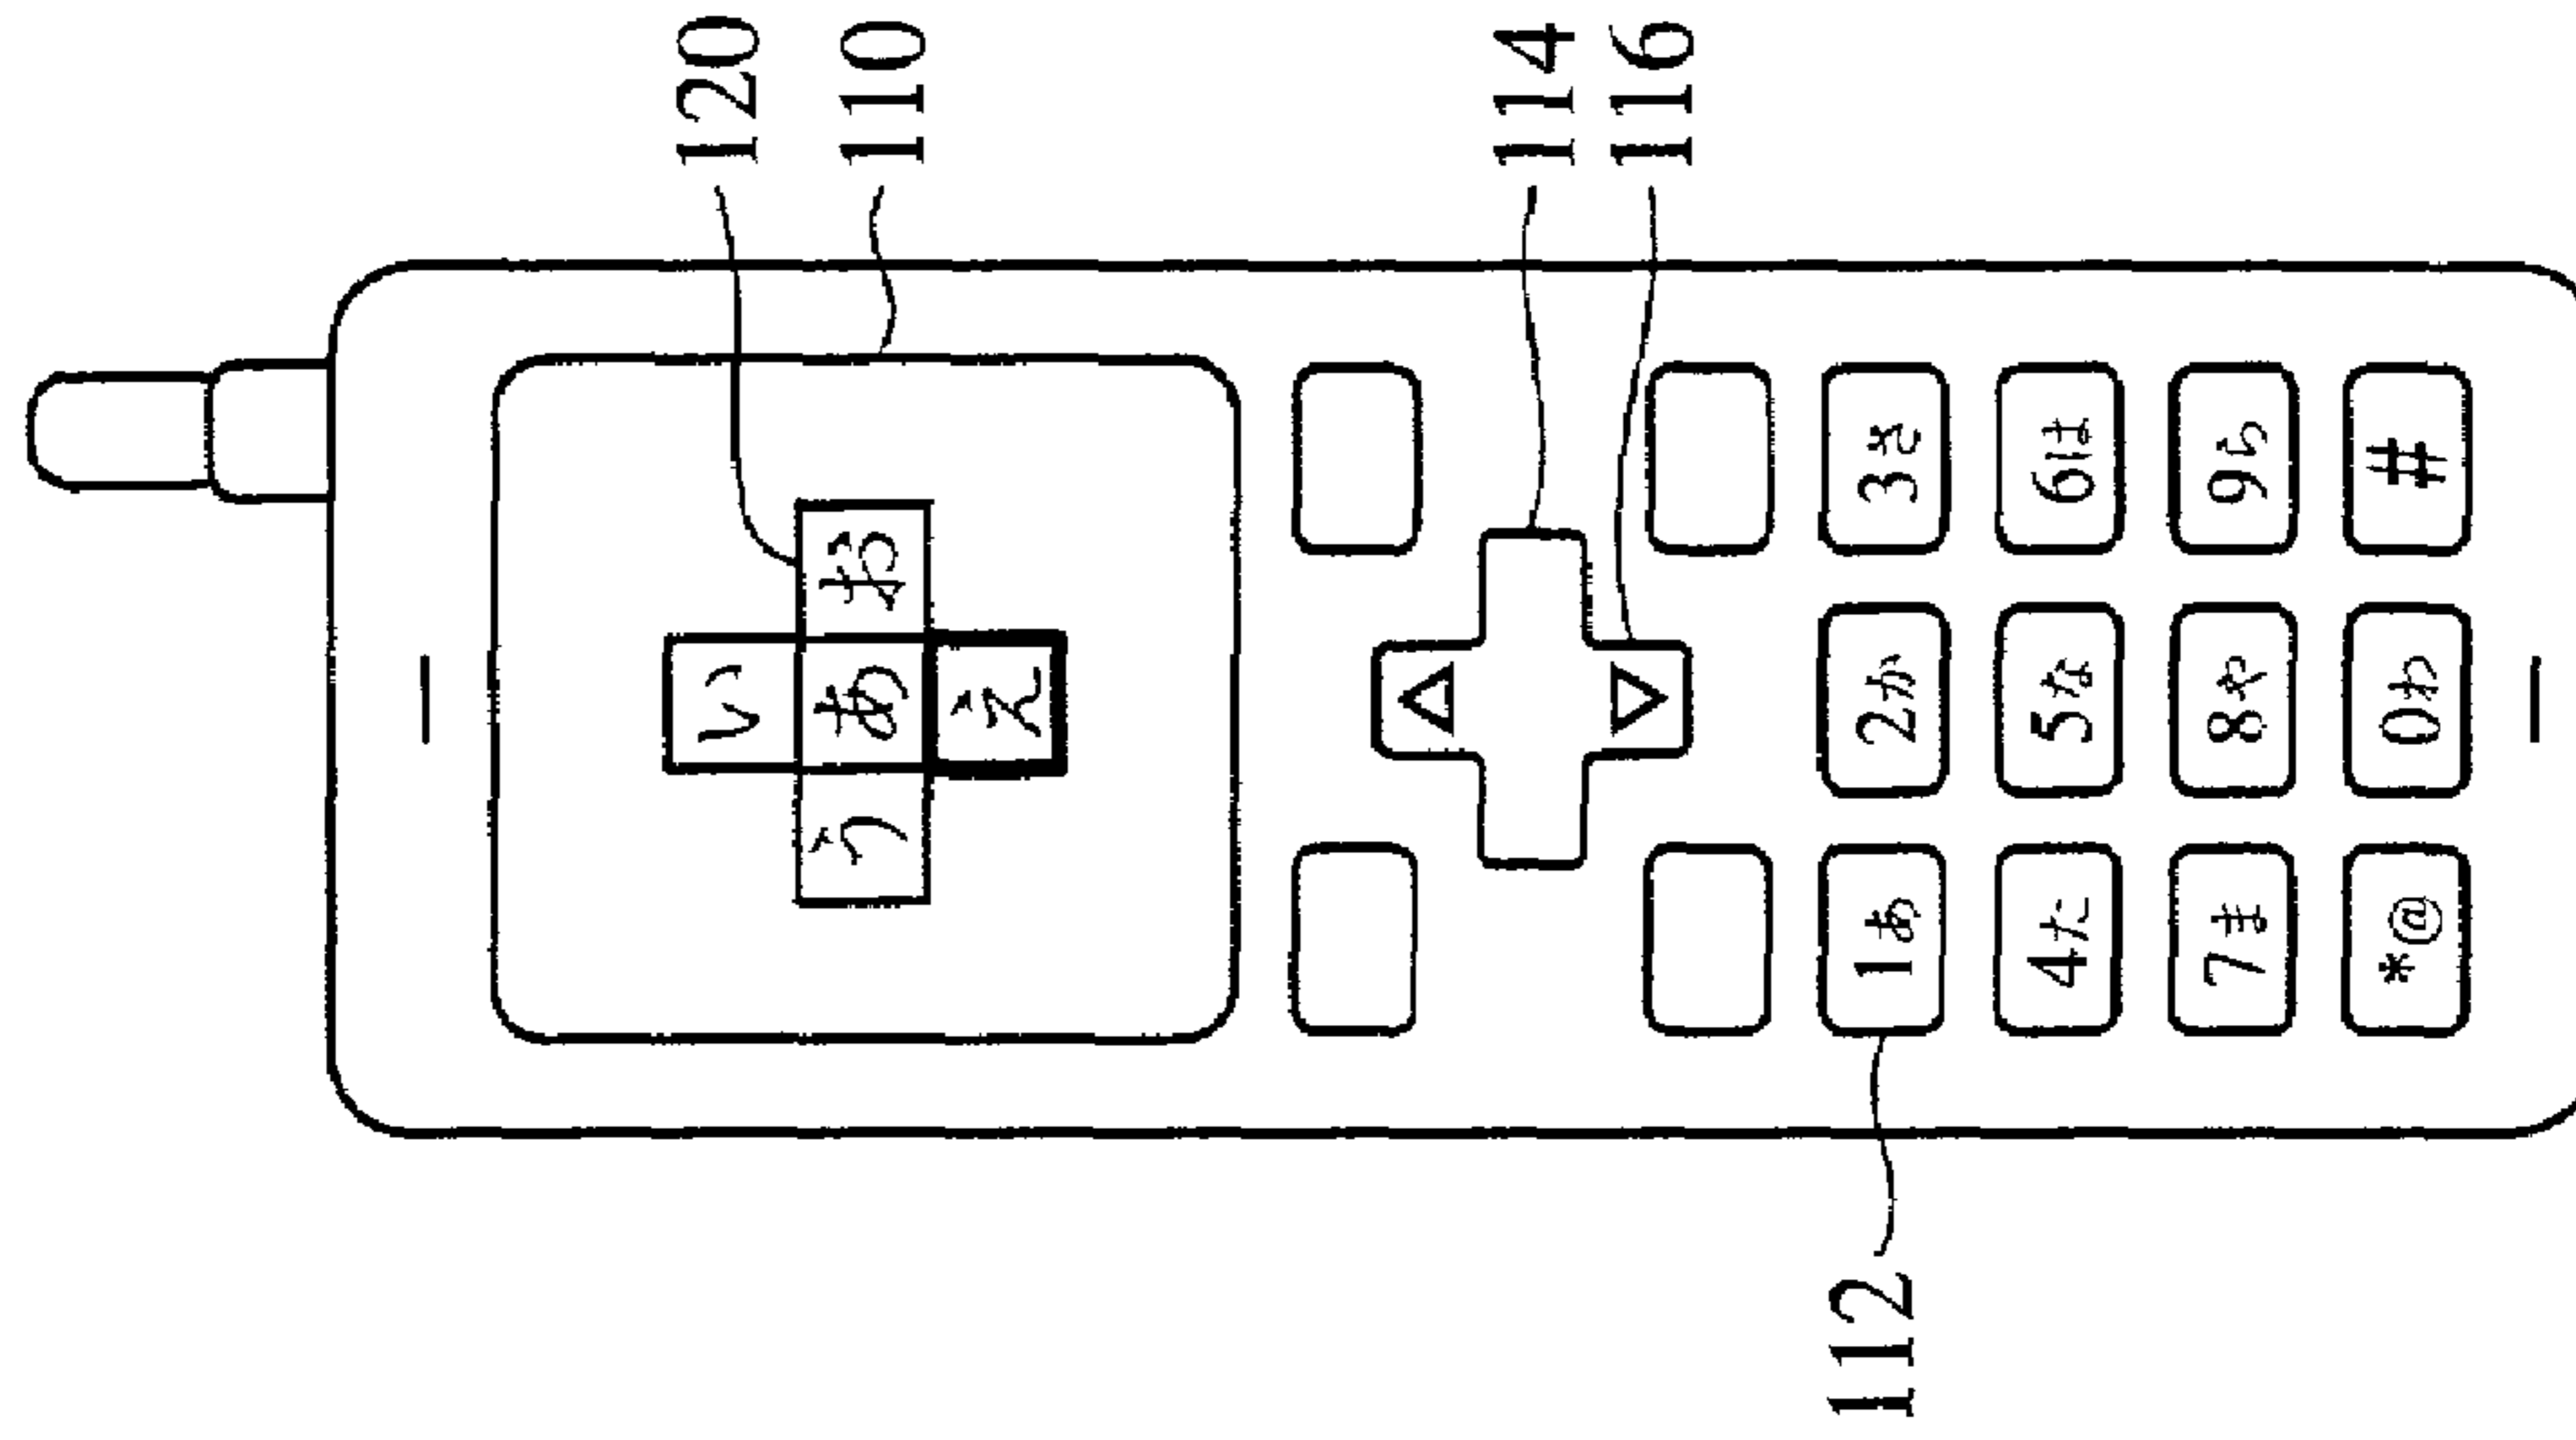 い 120
うあお 110
え
114
△
▽ 116
112 1あ 2か 3さ
4た 5な 6は
7ま 8や 9ら
*@ 0わ #